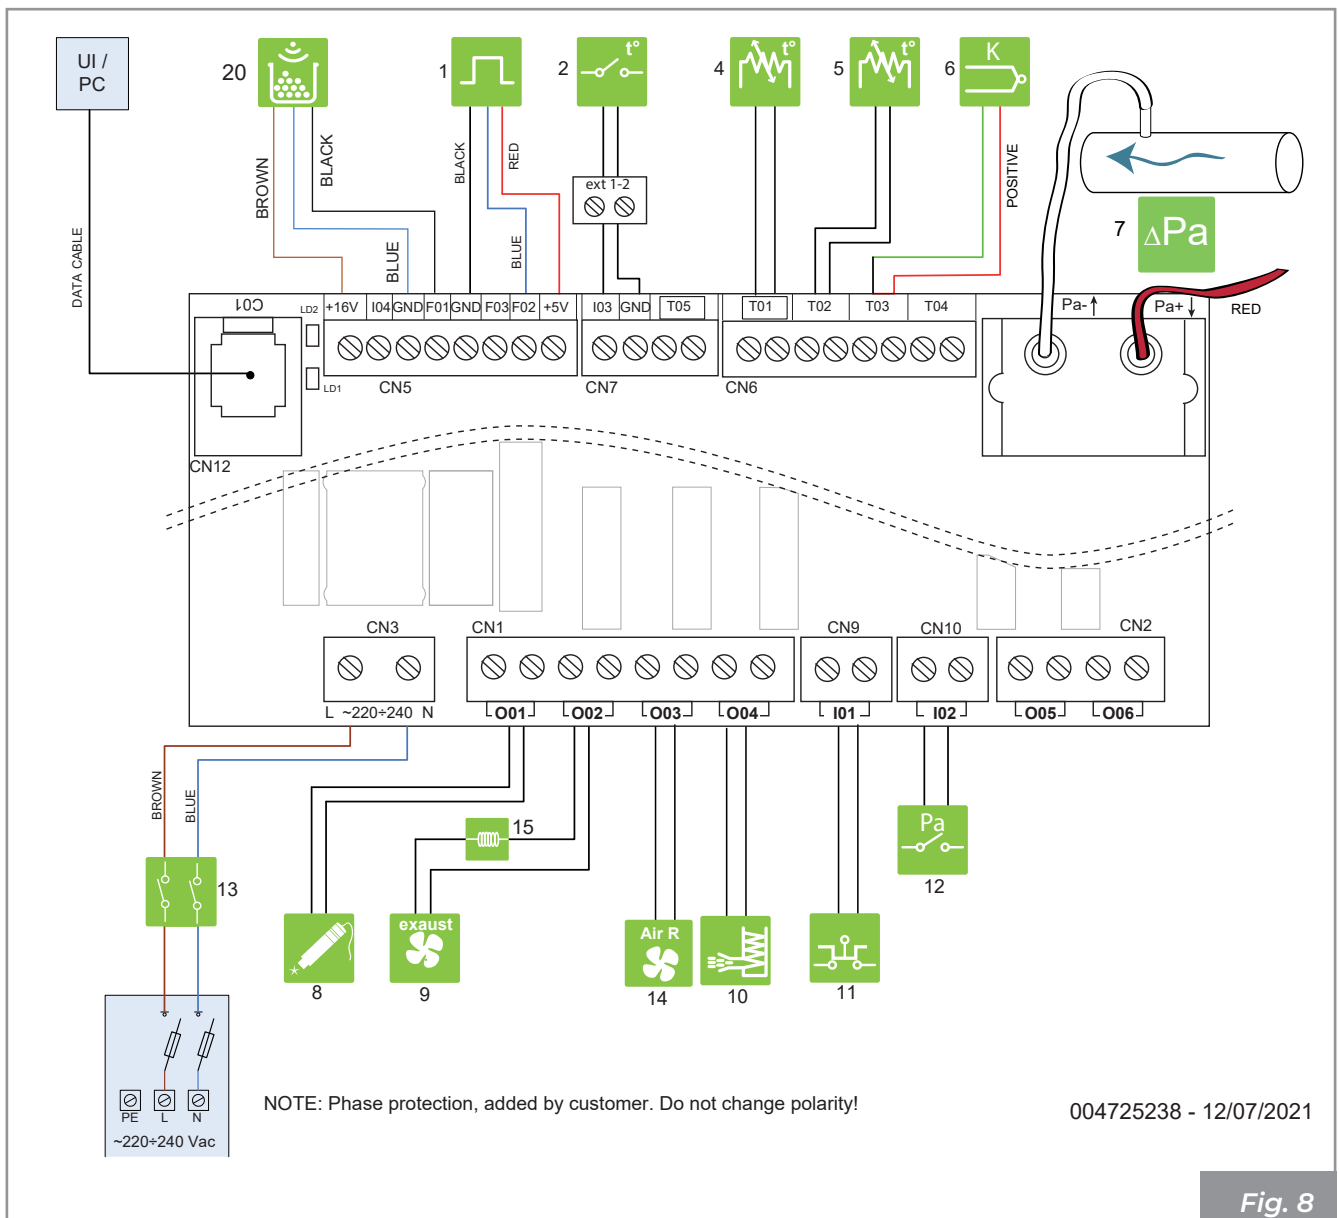 UI /
PC
20
1
2
t°
4
t°
5
t°
6
K
7
ΔPa
BROWN
BLUE
BLACK
BLACK
BLUE
RED
ext 1-2
POSITIVE
DATA CABLE
C01
LD2
LD1
+16V I04 GND F01 GND F03 F02 +5V
I03 GND T05
T01 T02 T03 T04
Pa-
Pa+
RED
CN5
CN7
CN6
CN12
CN3
CN1
CN9
CN10
CN2
L ~220÷240 N
O01 O02 O03 O04
I01
I02
O05 O06
BROWN
BLUE
13
15
8
exaust
9
Air R
14
10
11
Pa
12
PE L N
~220÷240 Vac
NOTE: Phase protection, added by customer. Do not change polarity!
004725238 - 12/07/2021
Fig. 8